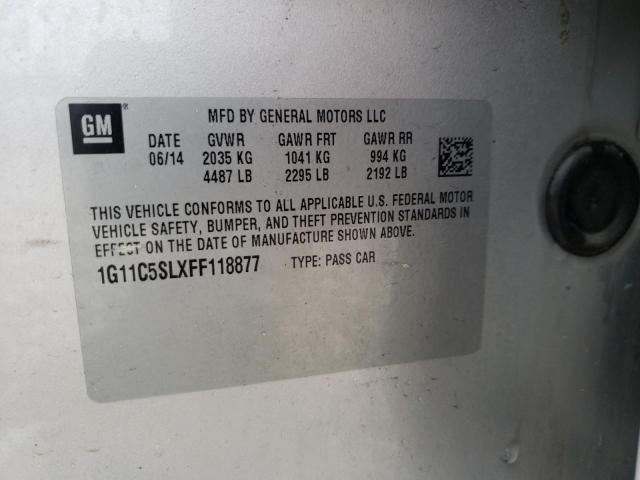 GM® MFD BY GENERAL MOTORS LLC
DATE GVWR GAWR FRT GAWR RR
06/14 2035 KG 1041 KG 994 KG
4487 LB 2295 LB 2192 LB
THIS VEHICLE CONFORMS TO ALL APPLICABLE U.S. FEDERAL MOTOR
VEHICLE SAFETY, BUMPER, AND THEFT PREVENTION STANDARDS IN
EFFECT ON THE DATE OF MANUFACTURE SHOWN ABOVE.
1G11C5SLXFF118877 TYPE: PASS CAR